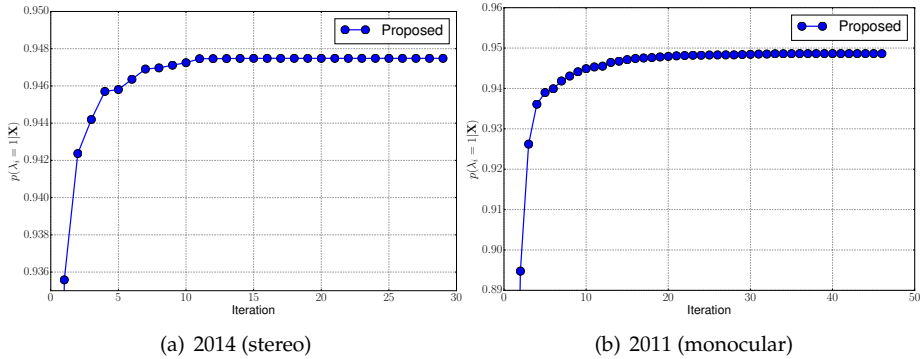 0.950
0.948
0.946
0.944
0.942
0.940
0.938
0.936
p(λᵢ = 1|X)
Proposed
0 5 10 15 20 25 30
Iteration
(a) 2014 (stereo)
0.96
0.95
0.94
0.93
0.92
0.91
0.90
0.89
p(λᵢ = 1|X)
Proposed
0 10 20 30 40 50
Iteration
(b) 2011 (monocular)